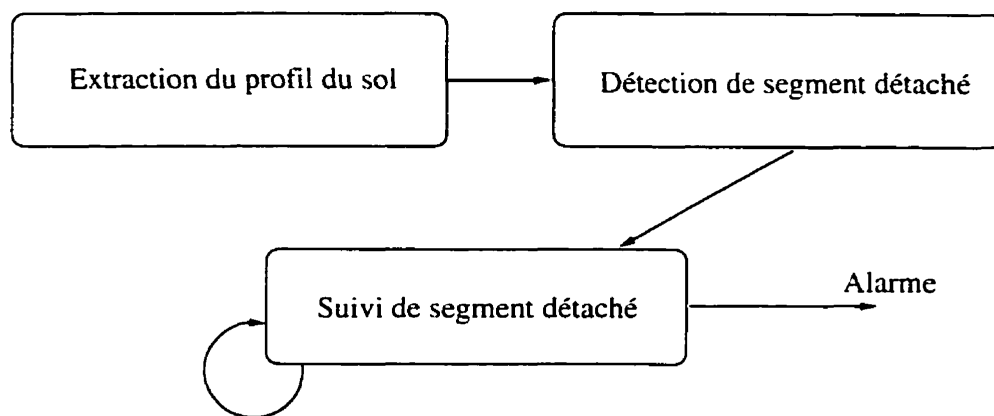 Extraction du profil du sol
Détection de segment détaché
Suivi de segment détaché
Alarme